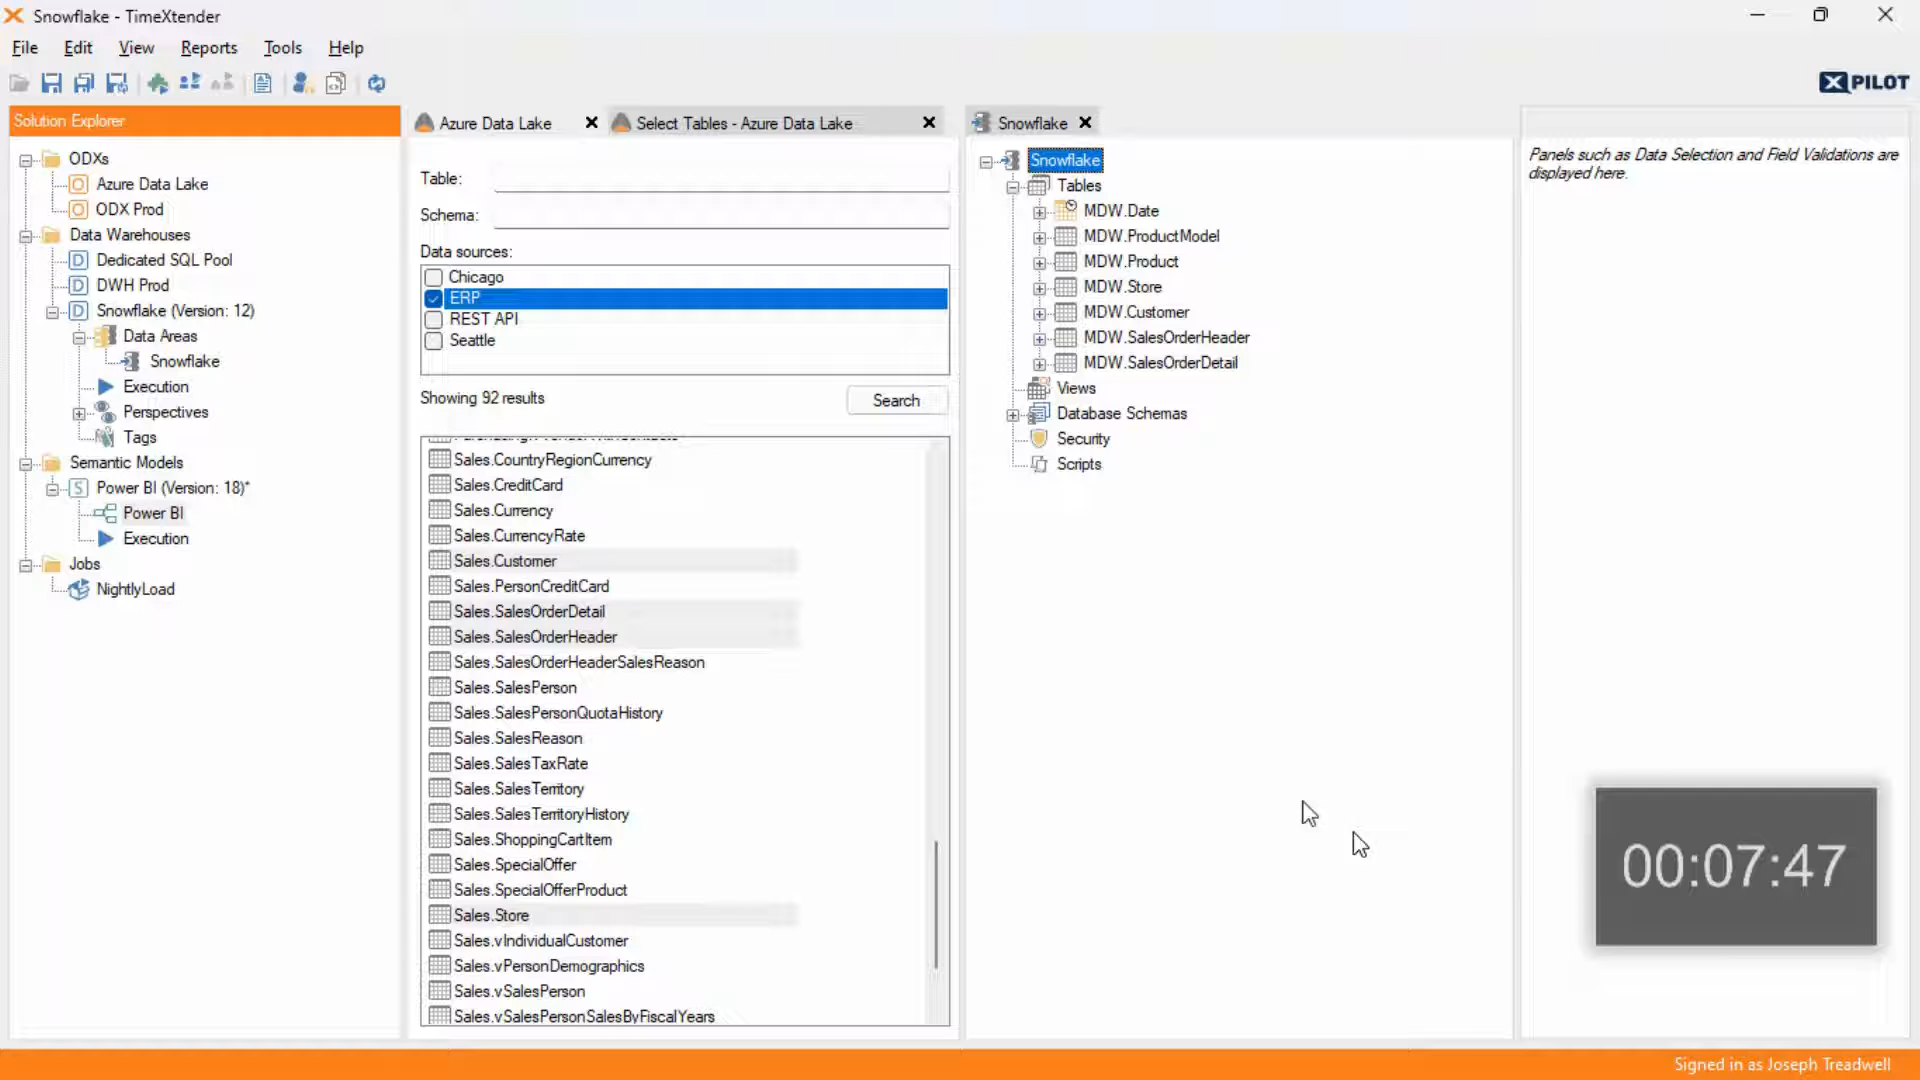 Snowflake - TimeXtender
File Edit View Reports Tools Help
XPILOT
Solution Explorer
ODXs
Azure Data Lake
ODX Prod
Data Warehouses
Dedicated SQL Pool
DWH Prod
Snowflake (Version: 12)
Data Areas
Snowflake
Execution
Perspectives
Tags
Semantic Models
Power BI (Version: 18)*
Power BI
Execution
Jobs
NightlyLoad
Azure Data Lake
Select Tables - Azure Data Lake
Table:
Schema:
Data sources:
Chicago
ERP
REST API
Seattle
Showing 92 results
Search
Sales.CountryRegionCurrency
Sales.CreditCard
Sales.Currency
Sales.CurrencyRate
Sales.Customer
Sales.PersonCreditCard
Sales.SalesOrderDetail
Sales.SalesOrderHeader
Sales.SalesOrderHeaderSalesReason
Sales.SalesPerson
Sales.SalesPersonQuotaHistory
Sales.SalesReason
Sales.SalesTaxRate
Sales.SalesTerritory
Sales.SalesTerritoryHistory
Sales.ShoppingCartItem
Sales.SpecialOffer
Sales.SpecialOfferProduct
Sales.Store
Sales.vIndividualCustomer
Sales.vPersonDemographics
Sales.vSalesPerson
Sales.vSalesPersonSalesByFiscalYears
Snowflake
Snowflake
Tables
MDW.Date
MDW.ProductModel
MDW.Product
MDW.Store
MDW.Customer
MDW.SalesOrderHeader
MDW.SalesOrderDetail
Views
Database Schemas
Security
Scripts
Panels such as Data Selection and Field Validations are
displayed here.
00:07:47
Signed in as Joseph Treadwell